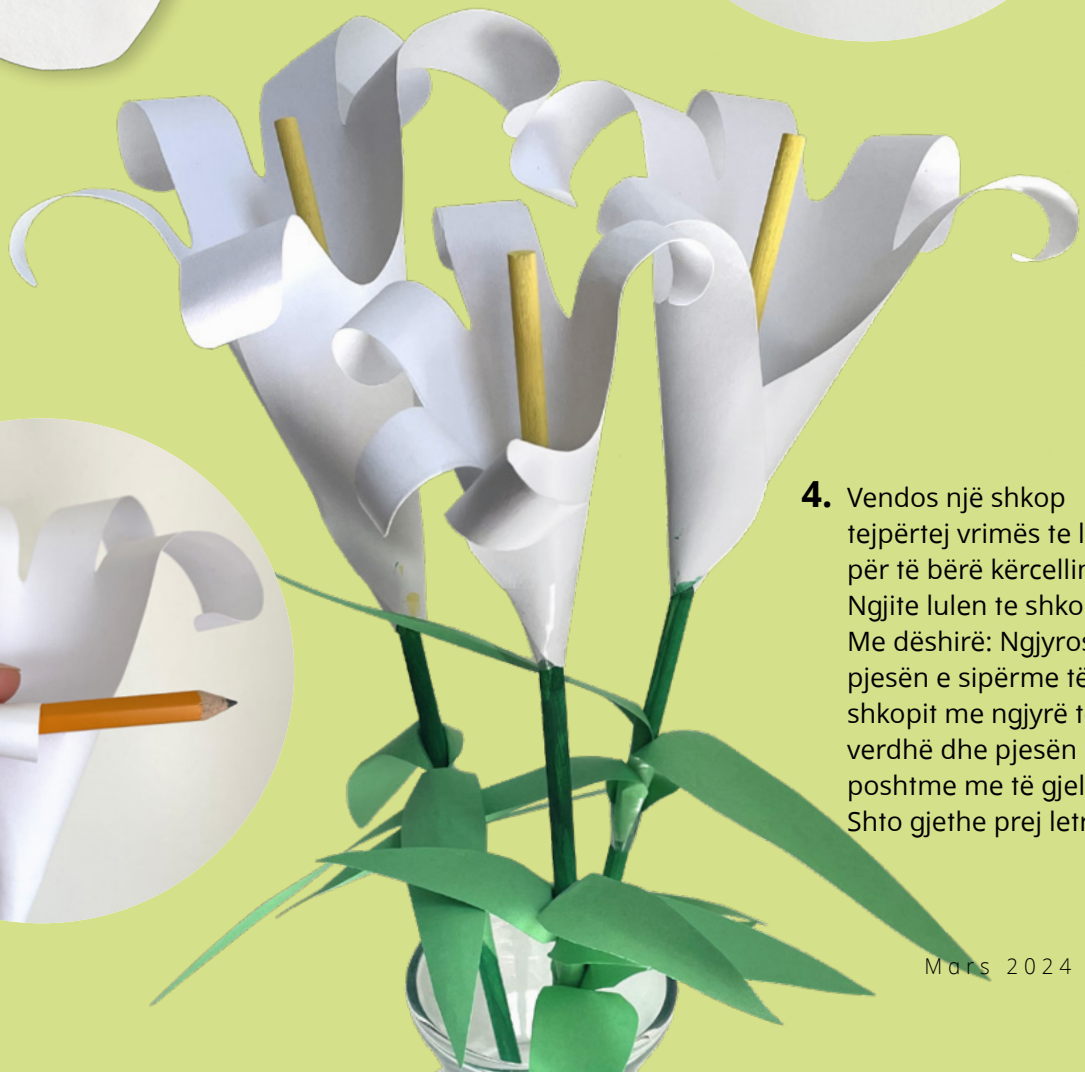 4. Vendos një shkop
tejpërtej vrimës te l
për të bërë kërcellin
Ngjite lulen te shko
Me dëshirë: Ngjyros
pjesën e sipërme të
shkopit me ngjyrë t
verdhë dhe pjesën
poshtme me të gjel
Shto gjethe prej letr
Mars 2024